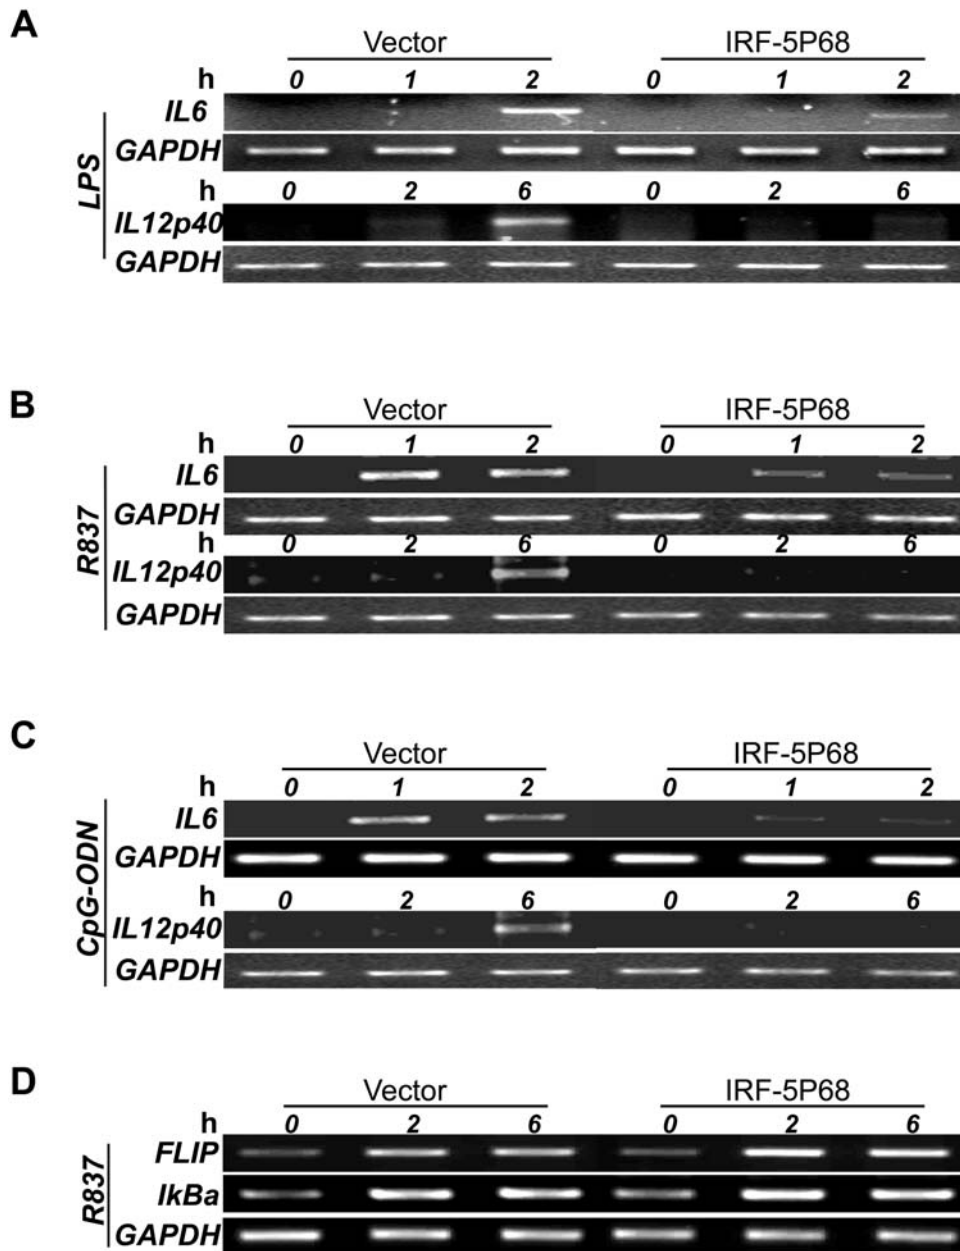 A
Vector IRF-5P68
h 0 1 2 0 1 2
IL6
GAPDH
LPS
h 0 2 6 0 2 6
IL12p40
GAPDH
B
Vector IRF-5P68
h 0 1 2 0 1 2
IL6
GAPDH
R837
h 0 2 6 0 2 6
IL12p40
GAPDH
C
Vector IRF-5P68
h 0 1 2 0 1 2
IL6
GAPDH
CpG-ODN
h 0 2 6 0 2 6
IL12p40
GAPDH
D
Vector IRF-5P68
h 0 2 6 0 2 6
FLIP
R837
IkBa
GAPDH